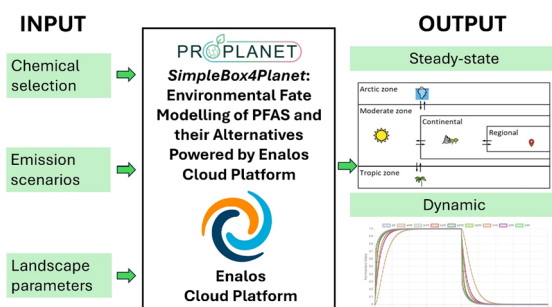 INPUT
Chemical
selection
Emission
scenarios
Landscape
parameters
PROPLANET
SimpleBox4Planet:
Environmental Fate
Modelling of PFAS and
their Alternatives
Powered by Enalos
Cloud Platform
Enalos
Cloud Platform
OUTPUT
Steady-state
Arctic zone
Moderate zone
Continental
Regional
Tropic zone
Dynamic